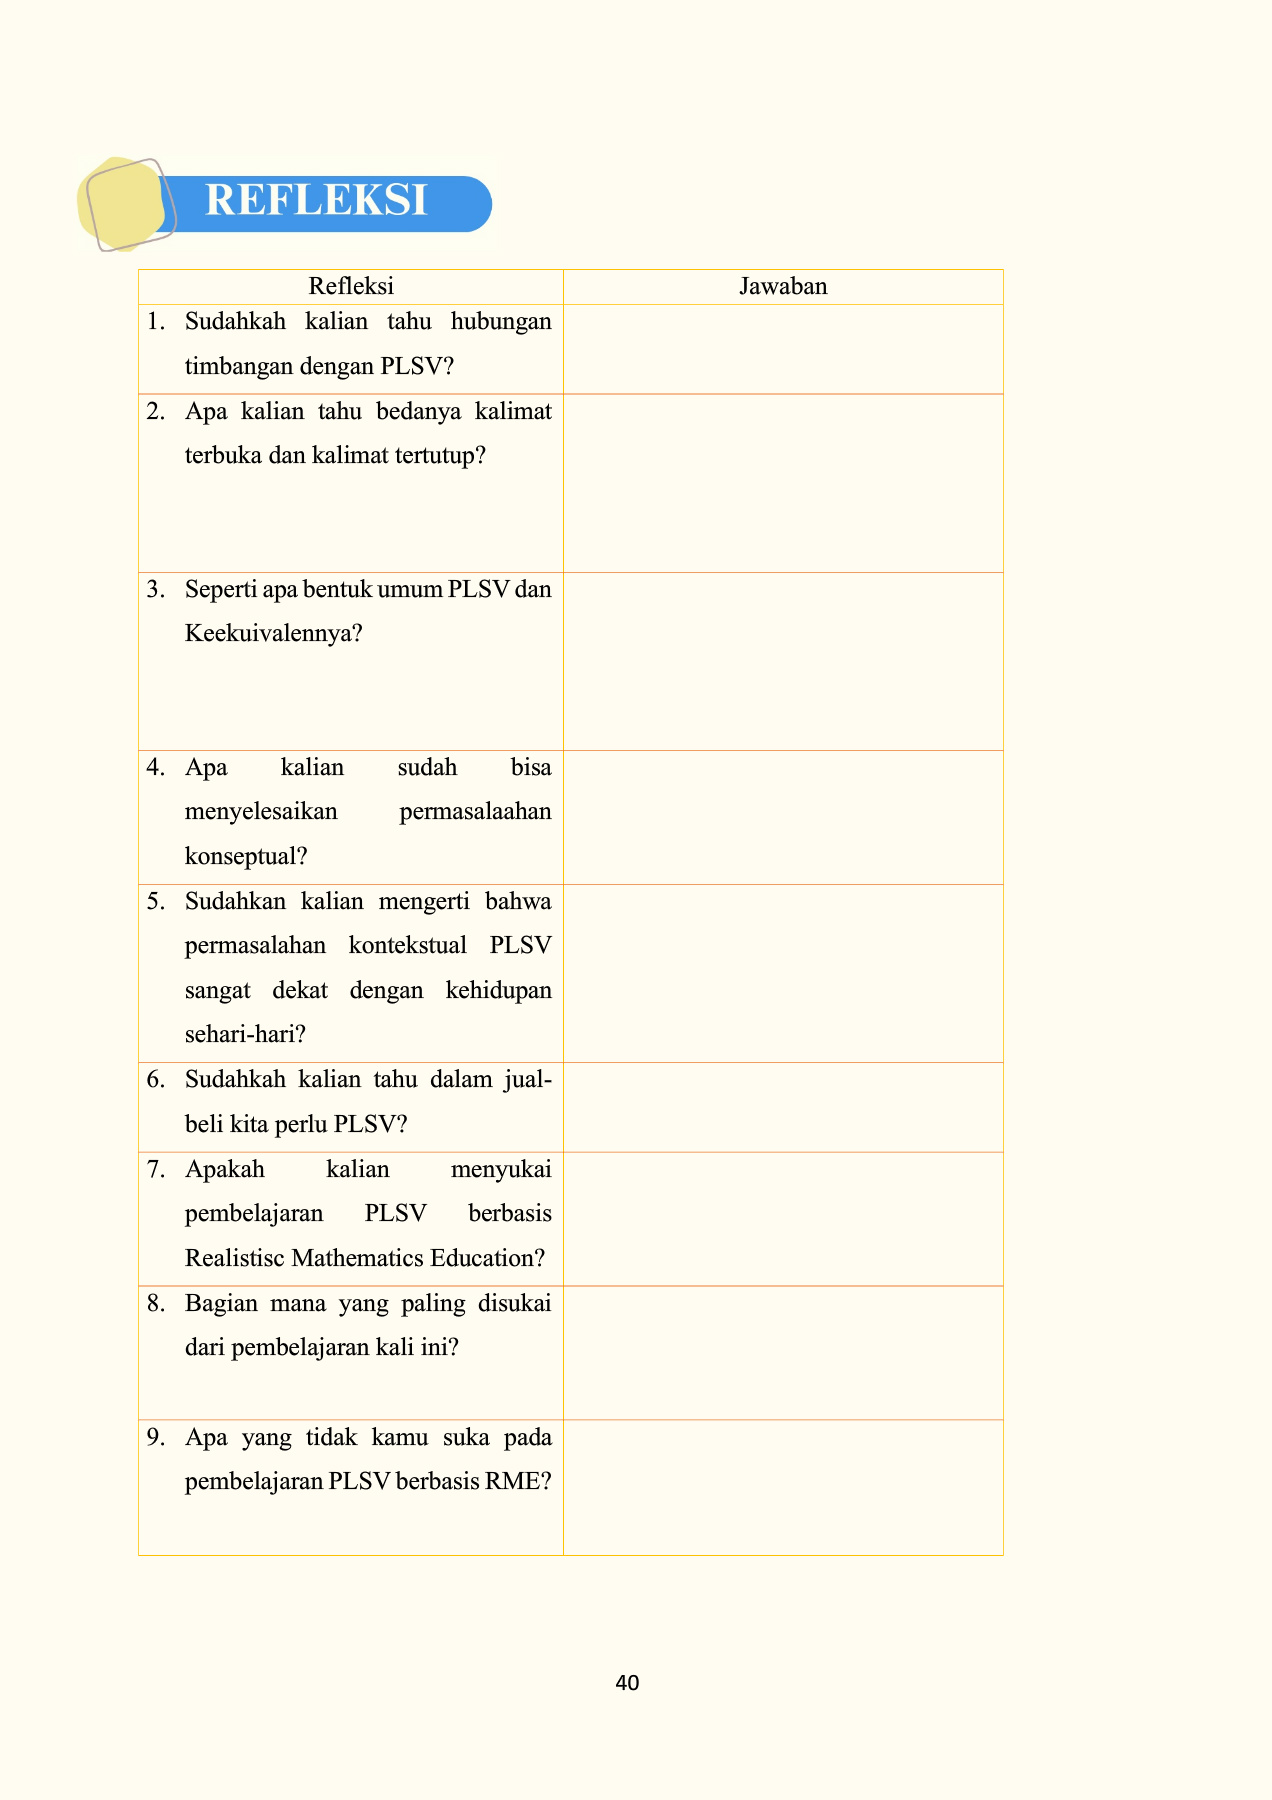 REFLEKSI
Refleksi Jawaban
1. Sudahkah kalian tahu hubungan
timbangan dengan PLSV?
2. Apa kalian tahu bedanya kalimat
terbuka dan kalimat tertutup?
3. Seperti apa bentuk umum PLSV dan
Keekuivalennya?
4. Apa kalian sudah bisa
menyelesaikan permasalaahan
konseptual?
5. Sudahkan kalian mengerti bahwa
permasalahan kontekstual PLSV
sangat dekat dengan kehidupan
sehari-hari?
6. Sudahkah kalian tahu dalam jual-
beli kita perlu PLSV?
7. Apakah kalian menyukai
pembelajaran PLSV berbasis
Realistisc Mathematics Education?
8. Bagian mana yang paling disukai
dari pembelajaran kali ini?
9. Apa yang tidak kamu suka pada
pembelajaran PLSV berbasis RME?
40